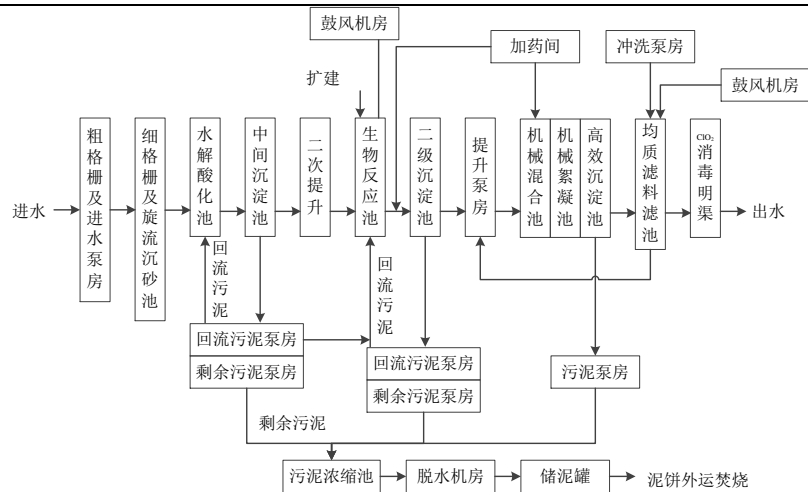 鼓风机房
加药间
冲洗泵房
鼓风机房
扩建
进水
粗格栅及进水泵房
细格栅及旋流沉砂池
水解酸化池
中间沉淀池
二次提升
生物反应池
二级沉淀池
提升泵房
机械混合池
机械絮凝池
高效沉淀池
均质滤料滤池
ClO₂消毒明渠
出水
回流污泥
回流污泥
回流污泥泵房
剩余污泥泵房
回流污泥泵房
剩余污泥泵房
污泥泵房
剩余污泥
污泥浓缩池
脱水机房
储泥罐
泥饼外运焚烧